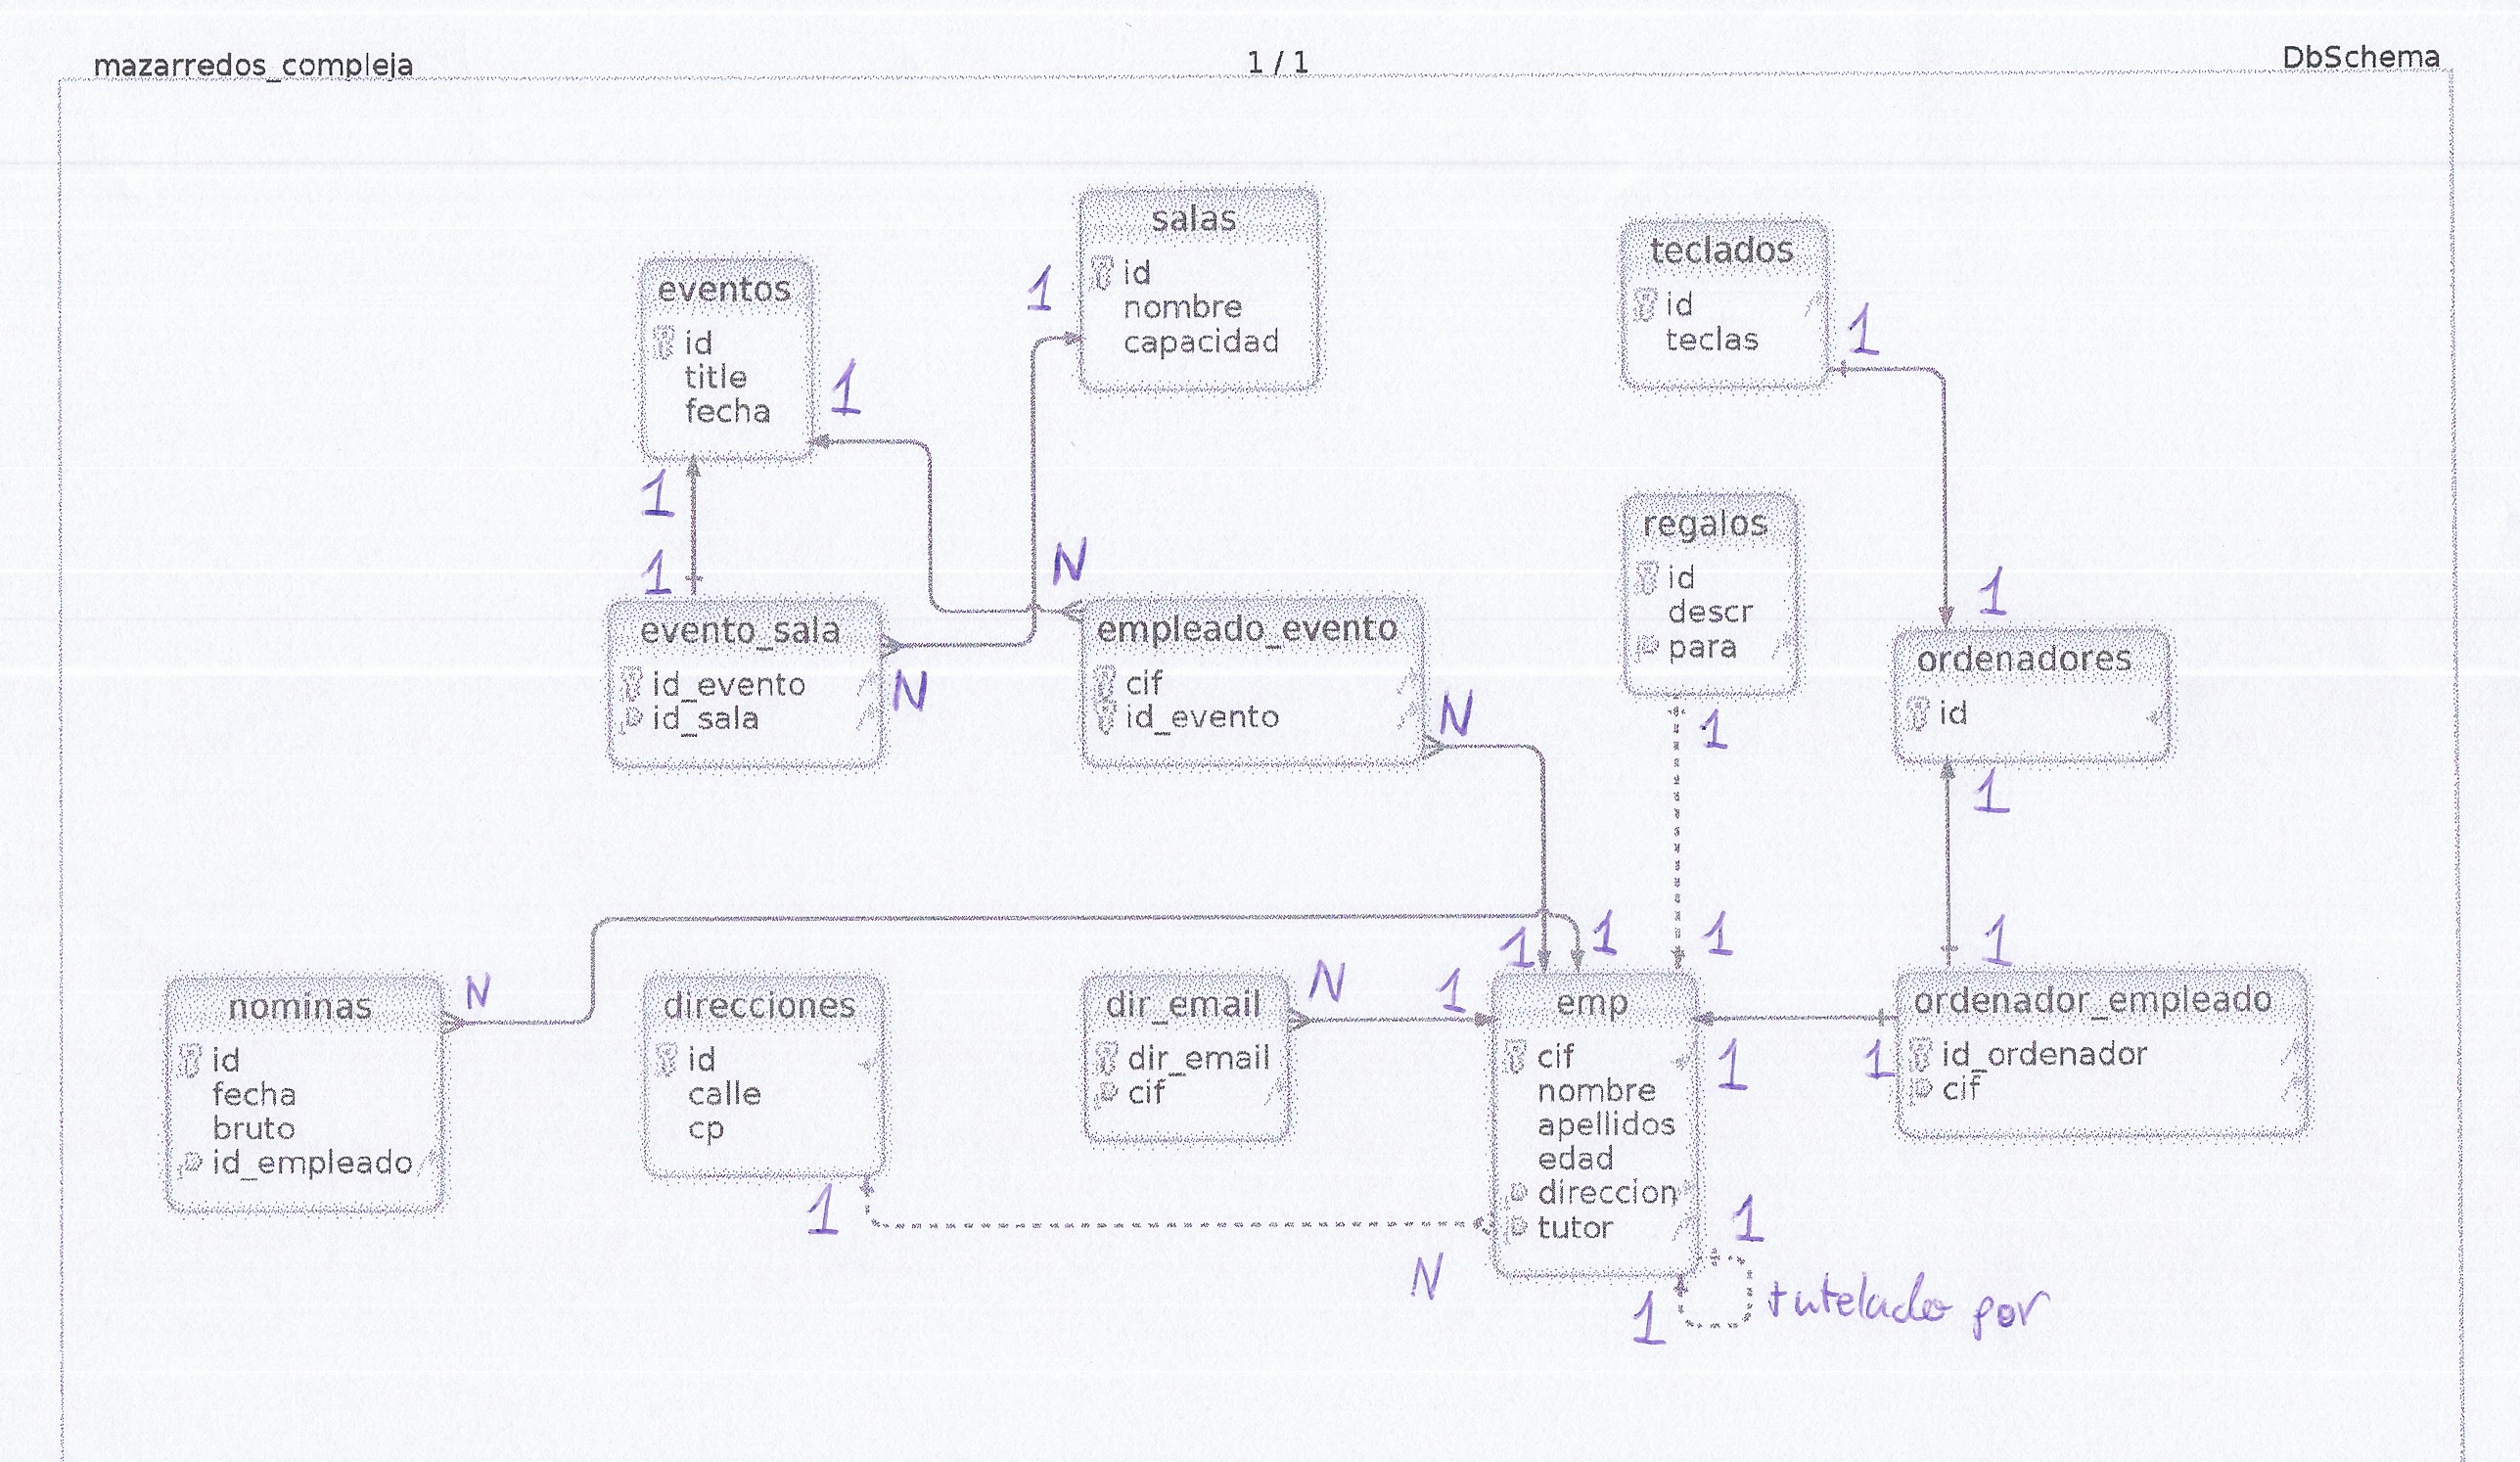 mazarredos_compleja
1 / 1
DbSchema
salas
id
nombre
capacidad
1
teclados
id
teclas
1
eventos
id
title
fecha
1
1
1
regalos
id
descr
para
1
1
ordenadores
id
1
evento_sala
id_evento
id_sala
N
N
empleado_evento
cif
id_evento
N
nominas
id
fecha
bruto
id_empleado
N
direcciones
id
calle
cp
1
dir_email
dir_email
cif
N
1
1
1
1
emp
cif
nombre
apellidos
edad
direccion
tutor
1
1
1
N
1
tutelado por
ordenador_empleado
id_ordenador
cif
1